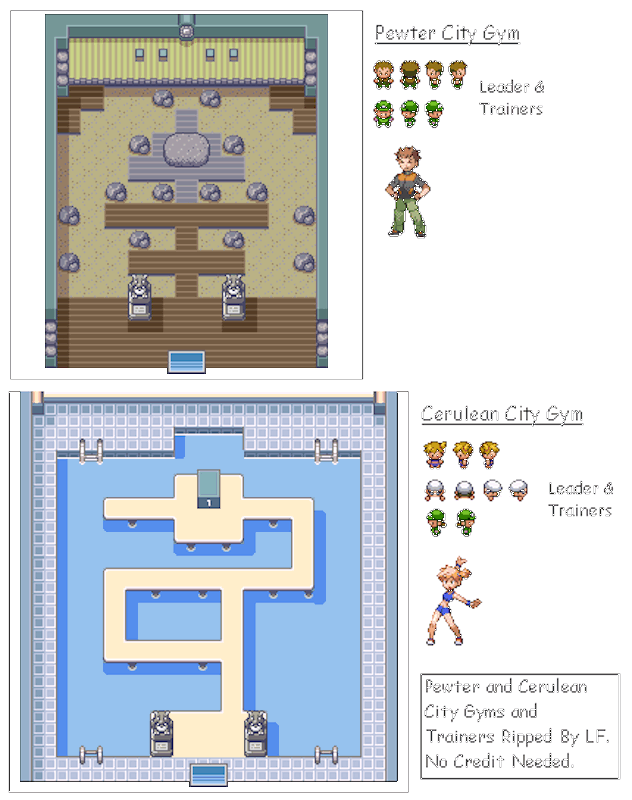 Pewter City Gym
Leader &
Trainers
Cerulean City Gym
1
Leader &
Trainers
Pewter and Cerulean
City Gyms and
Trainers Ripped By LF.
No Credit Needed.